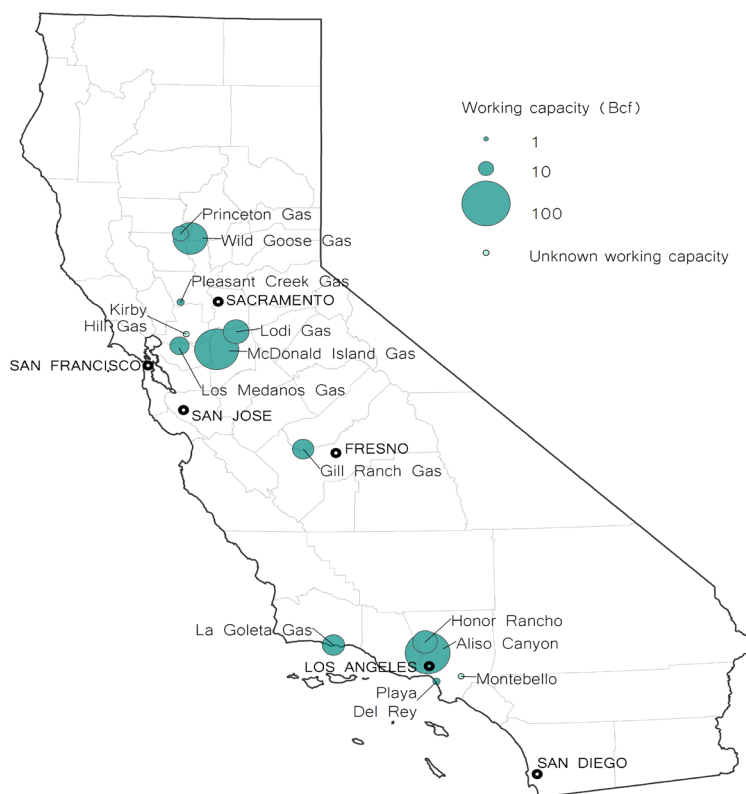 Working capacity (Bcf)
1
10
100
Unknown working capacity
Princeton Gas
Wild Goose Gas
Pleasant Creek Gas
SACRAMENTO
Kirby
Hill Gas
Lodi Gas
McDonald Island Gas
SAN FRANCISCO
Los Medanos Gas
SAN JOSE
FRESNO
Gill Ranch Gas
Honor Rancho
La Goleta Gas
Aliso Canyon
LOS ANGELES
Montebello
Playa
Del Rey
SAN DIEGO